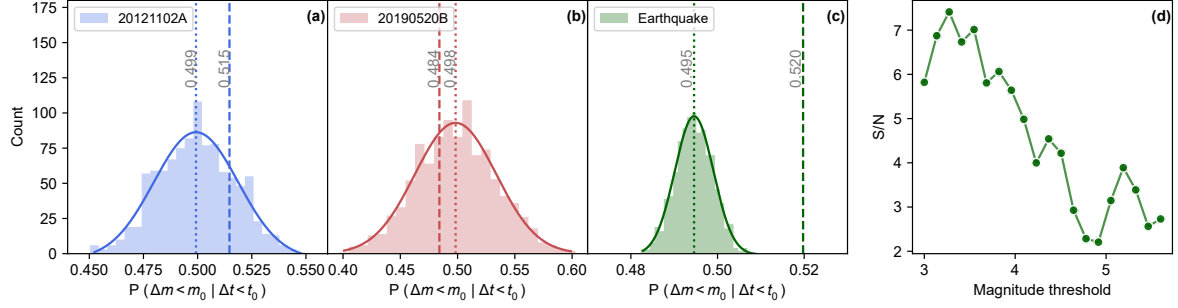 20121102A
(a)
0.499
0.515
175
150
125
100
75
50
25
0
Count
0.450
0.475
0.500
0.525
0.550
P (Δm < m₀ | Δt < t₀)
20190520B
(b)
0.484
0.498
0.40
0.45
0.50
0.55
0.60
P (Δm < m₀ | Δt < t₀)
Earthquake
(c)
0.495
0.520
0.48
0.50
0.52
P (Δm < m₀ | Δt < t₀)
(d)
7
6
5
4
3
2
S/N
3
4
5
Magnitude threshold